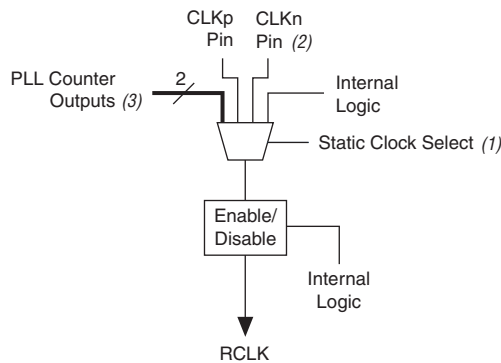 CLKp
Pin
CLKn
Pin (2)
PLL Counter
Outputs (3)
2
Internal
Logic
Static Clock Select (1)
Enable/
Disable
Internal
Logic
RCLK